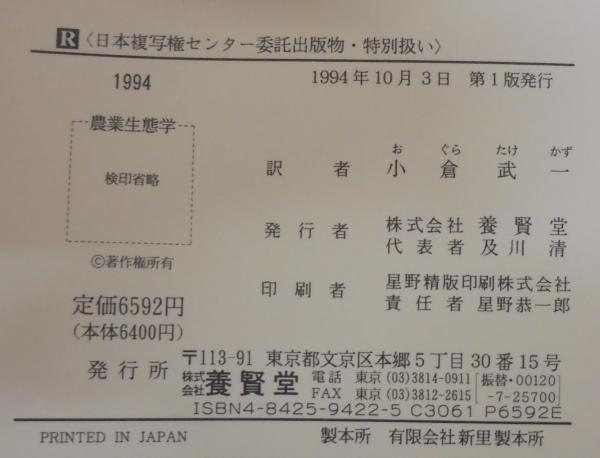 R〈日本複写権センター委託出版物・特別扱い〉
1994
1994年10月3日 第1版発行
農業生態学
検印省略
©著作権所有
定価6592円
(本体6400円)
お ぐら たけ かず
訳者 小倉武一
発行者 株式会社 養賢堂
代表者 及川清
印刷者 星野精版印刷株式会社
責任者 星野恭一郎
発行所 〒113-91 東京都文京区本郷5丁目30番15号
株式会社 養賢堂 電話 東京(03)3814-0911 [振替・00120]
FAX 東京(03)3812-2615 [-7-25700]
ISBN4-8425-9422-5 C3061 P6592E
PRINTED IN JAPAN 製本所 有限会社新里製本所